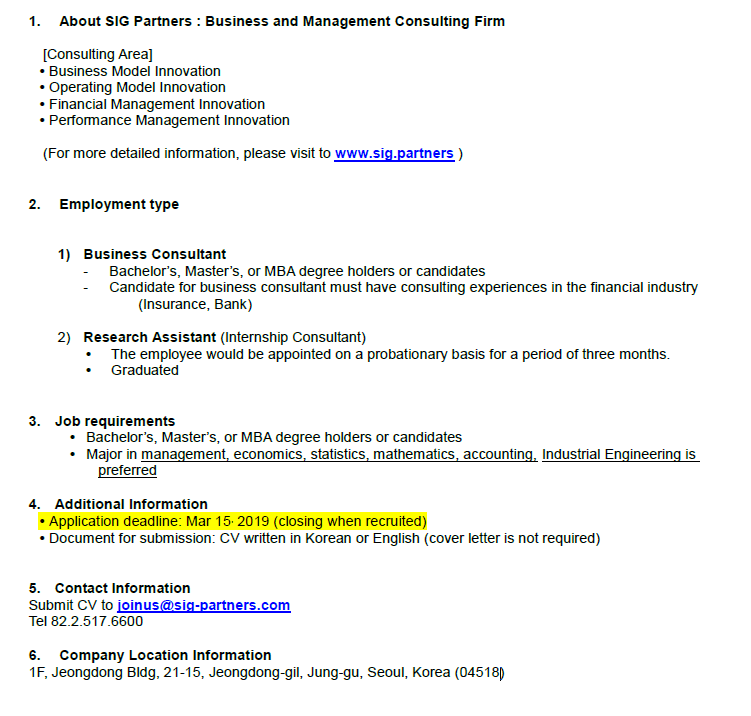 1. About SIG Partners : Business and Management Consulting Firm
[Consulting Area]
• Business Model Innovation
• Operating Model Innovation
• Financial Management Innovation
• Performance Management Innovation
(For more detailed information, please visit to www.sig.partners )
2. Employment type
1) Business Consultant
- Bachelor’s, Master’s, or MBA degree holders or candidates
- Candidate for business consultant must have consulting experiences in the financial industry
(Insurance, Bank)
2) Research Assistant (Internship Consultant)
• The employee would be appointed on a probationary basis for a period of three months.
• Graduated
3. Job requirements
• Bachelor’s, Master’s, or MBA degree holders or candidates
• Major in management, economics, statistics, mathematics, accounting, Industrial Engineering is
preferred
4. Additional Information
• Application deadline: Mar 15, 2019 (closing when recruited)
• Document for submission: CV written in Korean or English (cover letter is not required)
5. Contact Information
Submit CV to joinus@sig-partners.com
Tel 82.2.517.6600
6. Company Location Information
1F, Jeongdong Bldg, 21-15, Jeongdong-gil, Jung-gu, Seoul, Korea (04518)